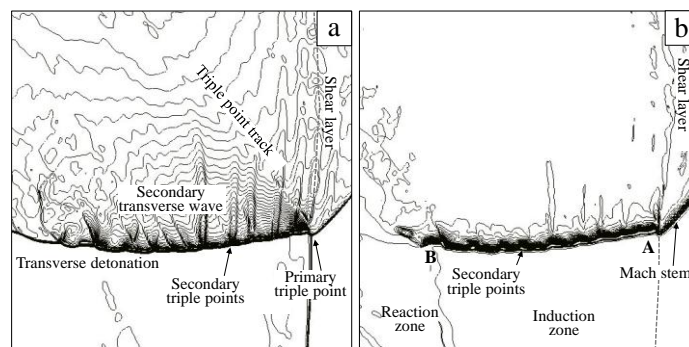 a
Triple point track
Shear layer
Secondary
transverse wave
Transverse detonation
Secondary
triple points
Primary
triple point
b
Shear layer
B
A
Secondary
triple points
Mach stem
Reaction
zone
Induction
zone